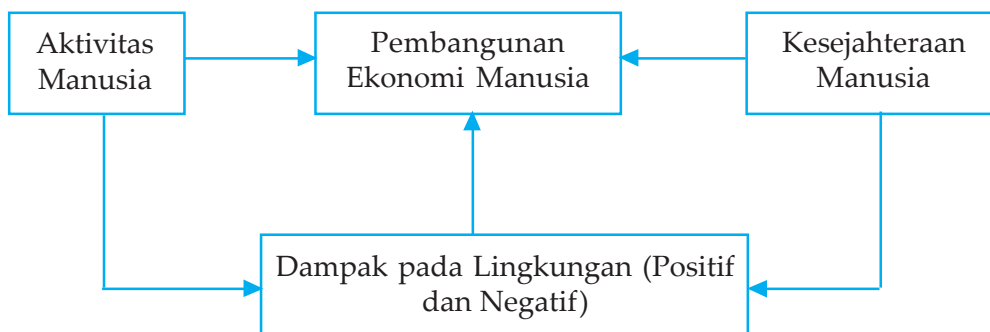 Aktivitas
Manusia
Pembangunan
Ekonomi Manusia
Kesejahteraan
Manusia
Dampak pada Lingkungan (Positif
dan Negatif)